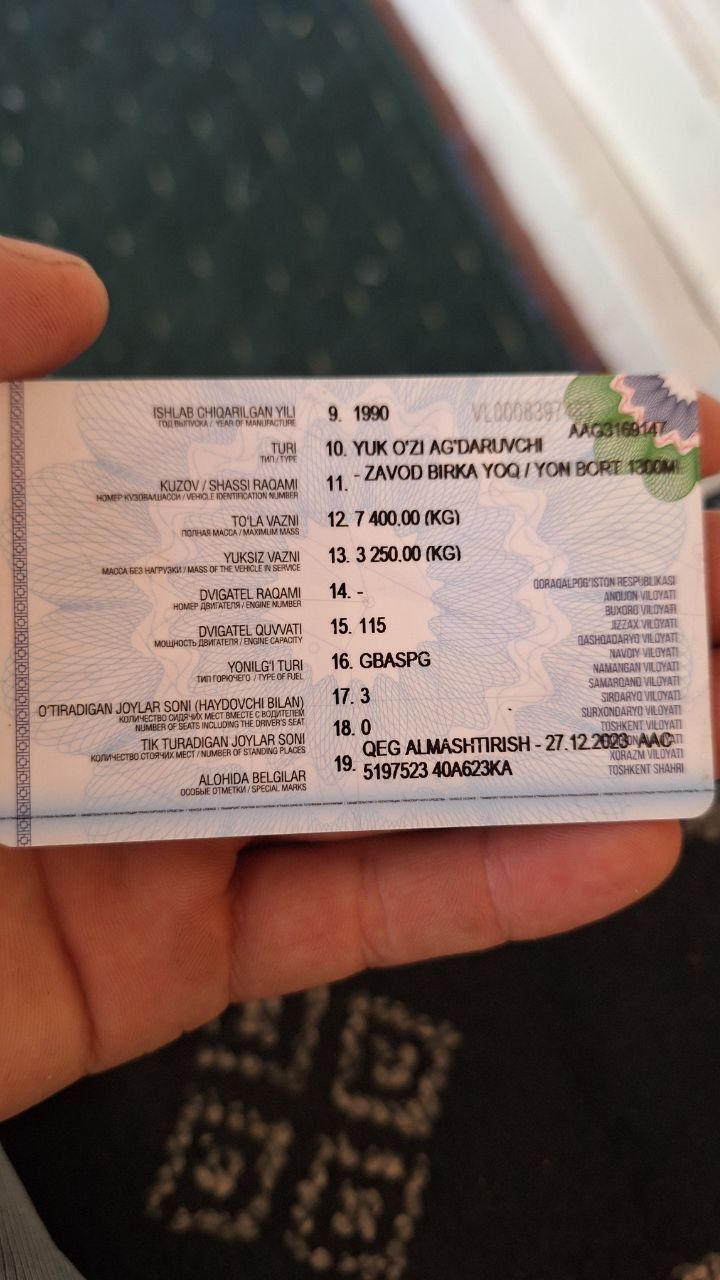 ISHLAB CHIQARILGAN YILI 9. 1990
ГОД ВЫПУСКА / YEAR OF MANUFACTURE
AAG3169147
TURI 10. YUK O'ZI AG'DARUVCHI
ТИП / TYPE
KUZOV / SHASSI RAQAMI 11. - ZAVOD BIRKA YOQ / YON BORT 1300M
НОМЕР КУЗОВА/ШАССИ / VEHICLE IDENTIFICATION NUMBER
TO'LA VAZNI 12. 7 400.00 (KG)
ПОЛНАЯ МАССА / MAXIMUM MASS
YUKSIZ VAZNI 13. 3 250.00 (KG)
МАССА БЕЗ НАГРУЗКИ / MASS OF THE VEHICLE IN SERVICE
DVIGATEL RAQAMI 14. -
НОМЕР ДВИГАТЕЛЯ / ENGINE NUMBER
DVIGATEL QUVVATI 15. 115
МОЩНОСТЬ ДВИГАТЕЛЯ / ENGINE CAPACITY
YONILG'I TURI 16. GBASPG
ТИП ГОРЮЧЕГО / TYPE OF FUEL
O'TIRADIGAN JOYLAR SONI (HAYDOVCHI BILAN) 17. 3
КОЛИЧЕСТВО СИДЯЧИХ МЕСТ ВМЕСТЕ С ВОДИТЕЛЕМ
NUMBER OF SEATS INCLUDING THE DRIVER'S SEAT
TIK TURADIGAN JOYLAR SONI 18. 0
КОЛИЧЕСТВО СТОЯЧИХ МЕСТ / NUMBER OF STANDING PLACES
ALOHIDA BELGILAR 19. QEG ALMASHTIRISH - 27.12.2023 AAC
5197523 40A623KA
ОСОБЫЕ ОТМЕТКИ / SPECIAL MARKS
QORAQALPOG'ISTON RESPUBLIKASI
ANDIJON VILOYATI
BUXORO VILOYATI
JIZZAX VILOYATI
QASHQADARYO VILOYATI
NAVOIY VILOYATI
NAMANGAN VILOYATI
SAMARQAND VILOYATI
SIRDARYO VILOYATI
SURXONDARYO VILOYATI
TOSHKENT VILOYATI
XORAZM VILOYATI
TOSHKENT SHAHRI